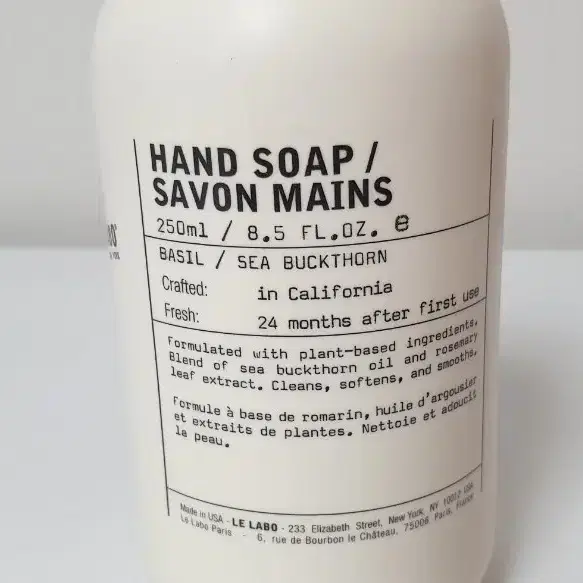 HAND SOAP /
SAVON MAINS
250ml / 8.5 FL.OZ. e
BASIL / SEA BUCKTHORN
Crafted: in California
Fresh: 24 months after first use
Formulated with plant-based ingredients.
Blend of sea buckthorn oil and rosemary
leaf extract. Cleans, softens, and smooths.
Formule à base de romarin, huile d'argousier
et extraits de plantes. Nettoie et adoucit
la peau.
Made in USA - LE LABO - 233 Elizabeth Street, New York, NY 10012 USA
Le Labo Paris - 6, rue de Bourbon le Château, 75006 Paris, France